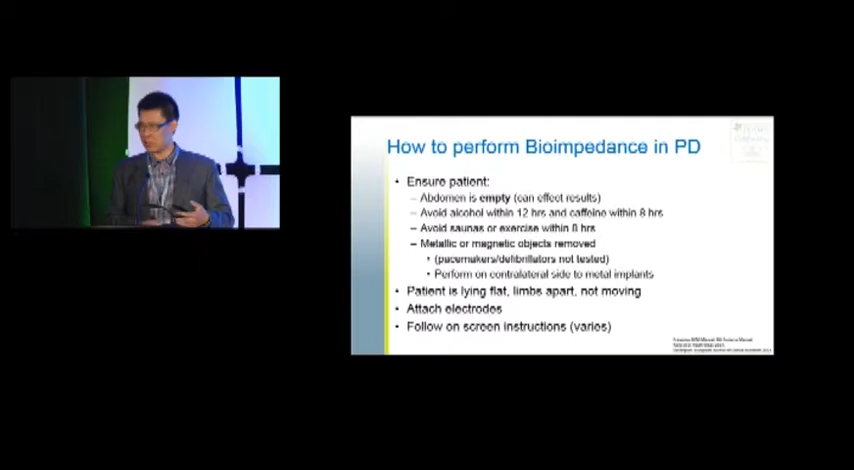 How to perform Bioimpedance in PD
• Ensure patient:
– Abdomen is empty (can effect results)
– Avoid alcohol within 12 hrs and caffeine within 8 hrs
– Avoid saunas or exercise within 8 hrs
– Metallic or magnetic objects removed
• (pacemakers/defibrillators not tested)
• Perform on contralateral side to metal implants
• Patient is lying flat, limbs apart, not moving
• Attach electrodes
• Follow on screen instructions (varies)